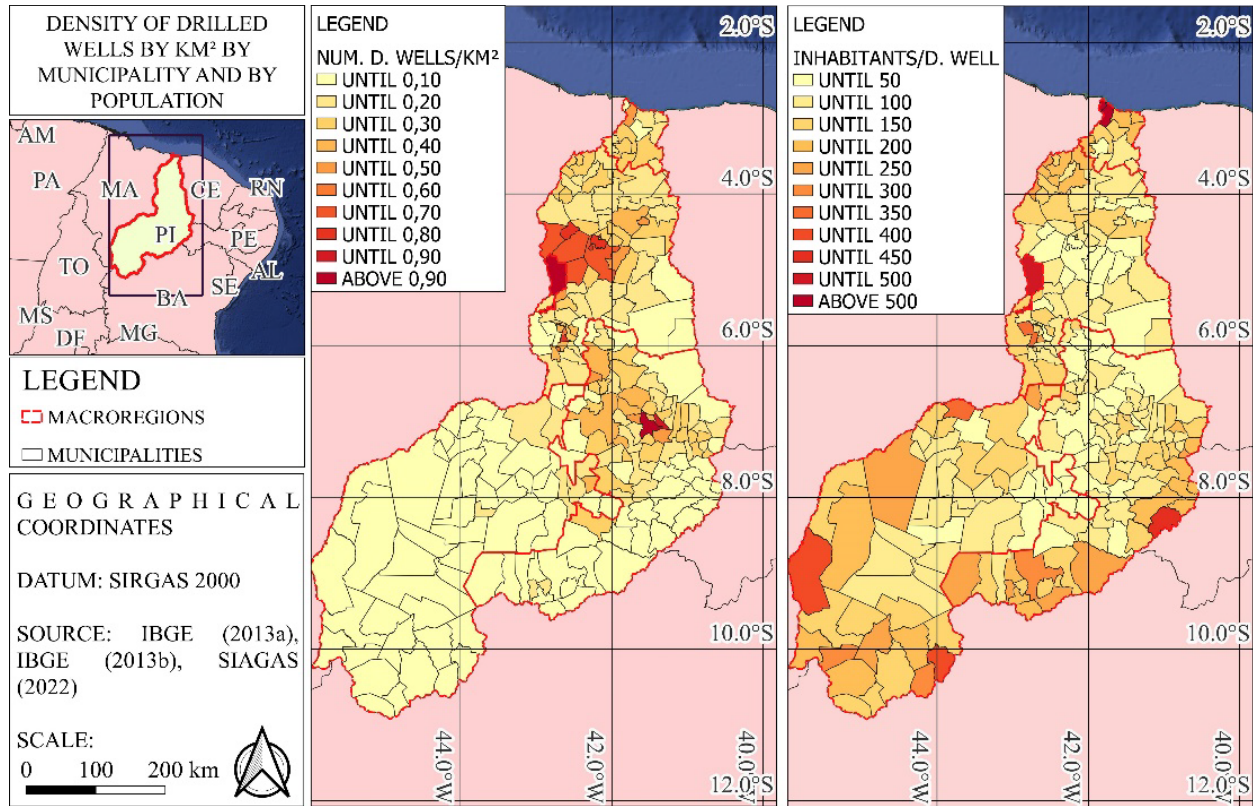 DENSITY OF DRILLED
WELLS BY KM² BY
MUNICIPALITY AND BY
POPULATION
AM
PA
MA
CE
RN
PI
PE
TO
AL
SE
BA
MS
DF
MG
LEGEND
MACROREGIONS
MUNICIPALITIES
GEOGRAPHICAL
COORDINATES
DATUM: SIRGAS 2000
SOURCE: IBGE (2013a),
IBGE (2013b), SIAGAS
(2022)
SCALE:
0 100 200 km
LEGEND
NUM. D. WELLS/KM²
UNTIL 0,10
UNTIL 0,20
UNTIL 0,30
UNTIL 0,40
UNTIL 0,50
UNTIL 0,60
UNTIL 0,70
UNTIL 0,80
UNTIL 0,90
ABOVE 0,90
2.0°S
4.0°S
6.0°S
8.0°S
10.0°S
12.0°S
44.0°W
42.0°W
40.0°W
LEGEND
INHABITANTS/D. WELL
UNTIL 50
UNTIL 100
UNTIL 150
UNTIL 200
UNTIL 250
UNTIL 300
UNTIL 350
UNTIL 400
UNTIL 450
UNTIL 500
ABOVE 500
2.0°S
4.0°S
6.0°S
8.0°S
10.0°S
12.0°S
44.0°W
42.0°W
40.0°W